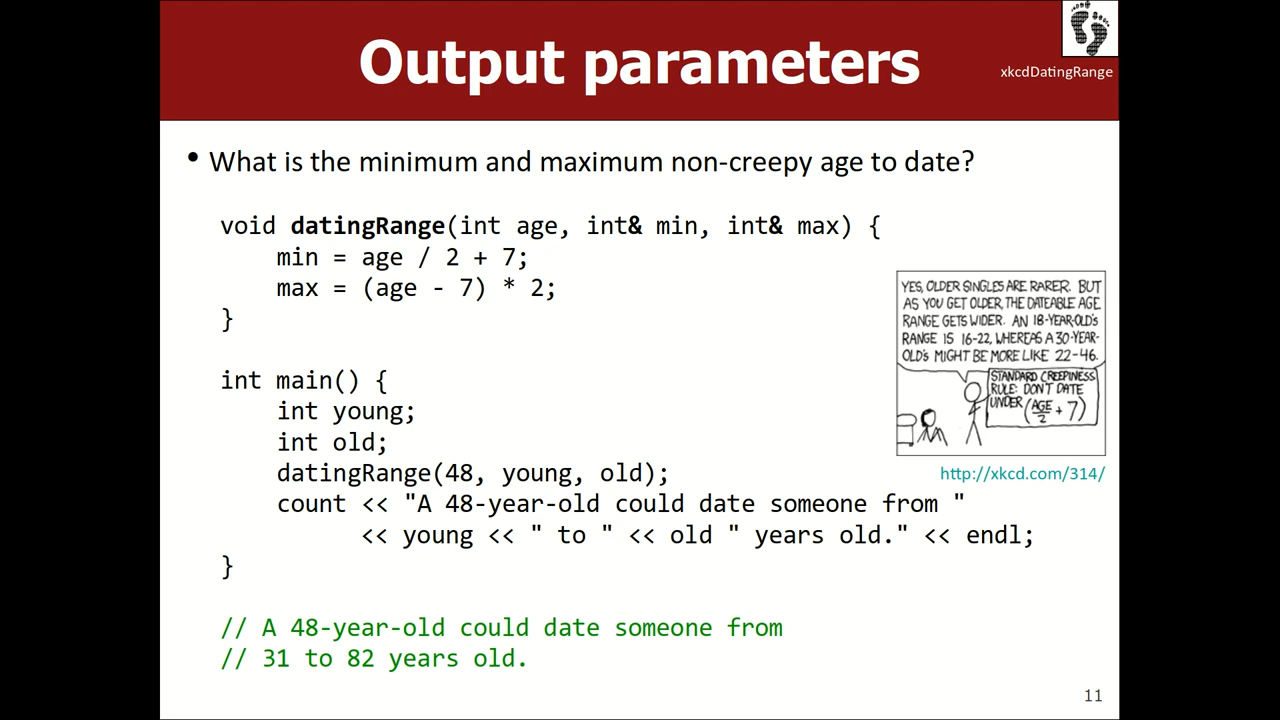 Output parameters
xkcdDatingRange
• What is the minimum and maximum non-creepy age to date?
void datingRange(int age, int& min, int& max) {
    min = age / 2 + 7;
    max = (age - 7) * 2;
}
int main() {
    int young;
    int old;
    datingRange(48, young, old);
    count << "A 48-year-old could date someone from "
          << young << " to " << old " years old." << endl;
}
// A 48-year-old could date someone from
// 31 to 82 years old.
YES, OLDER SINGLES ARE RARER. BUT
AS YOU GET OLDER, THE DATEABLE AGE
RANGE GETS WIDER. AN 18-YEAR-OLD'S
RANGE IS 16-22, WHEREAS A 30-YEAR-
OLD'S MIGHT BE MORE LIKE 22-46.
STANDARD CREEPINESS
RULE: DON'T DATE
UNDER (AGE/2 + 7)
http://xkcd.com/314/
11